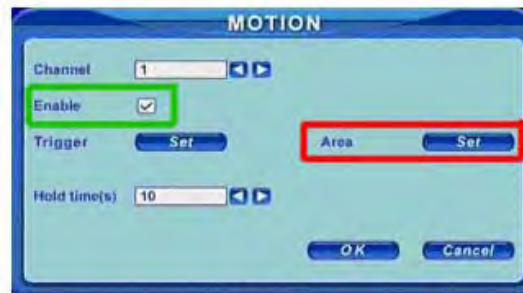 MOTION
Channel 1
Enable
Trigger Set Area Set
Hold time(s) 10
OK Cancel